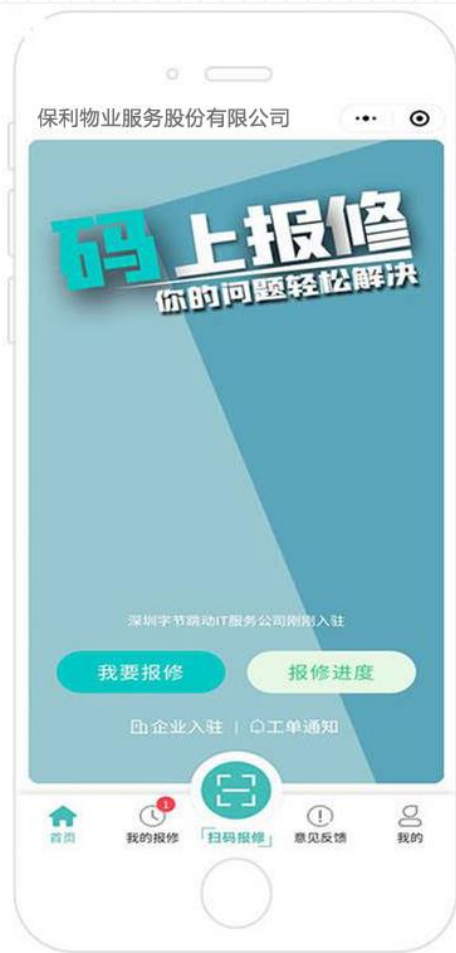 保利物业服务股份有限公司
码上报修
你的问题轻松解决
深圳字节跳动IT服务公司刚刚入驻
我要报修
报修进度
企业入驻 | 工单通知
1
首页
我的报修
「扫码报修」
意见反馈
我的